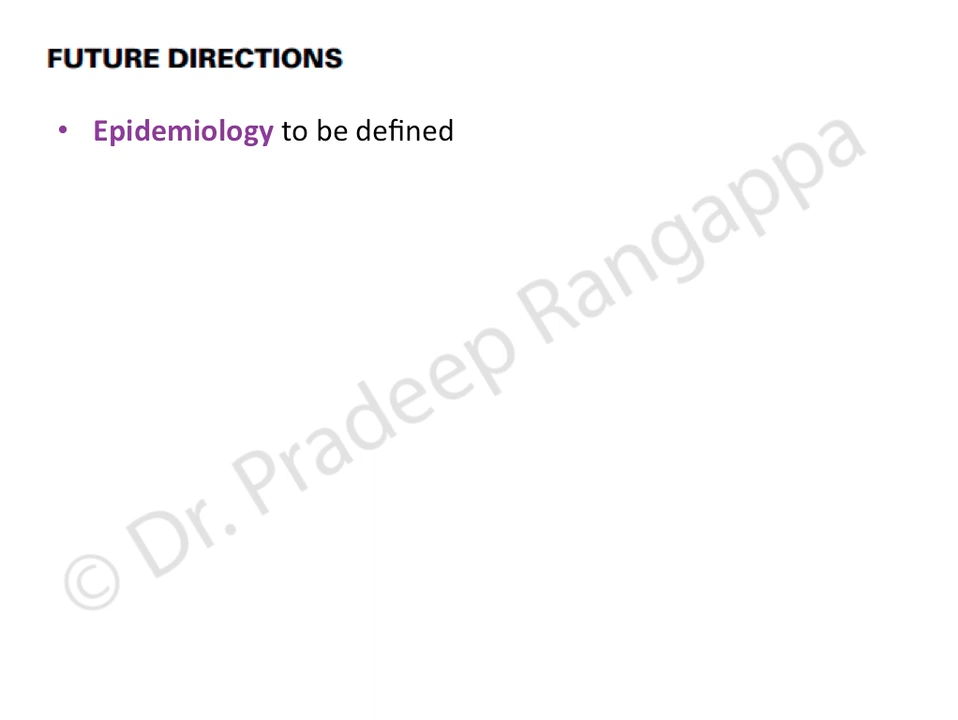 FUTURE DIRECTIONS
• Epidemiology to be defined
© Dr. Pradeep Rangappa